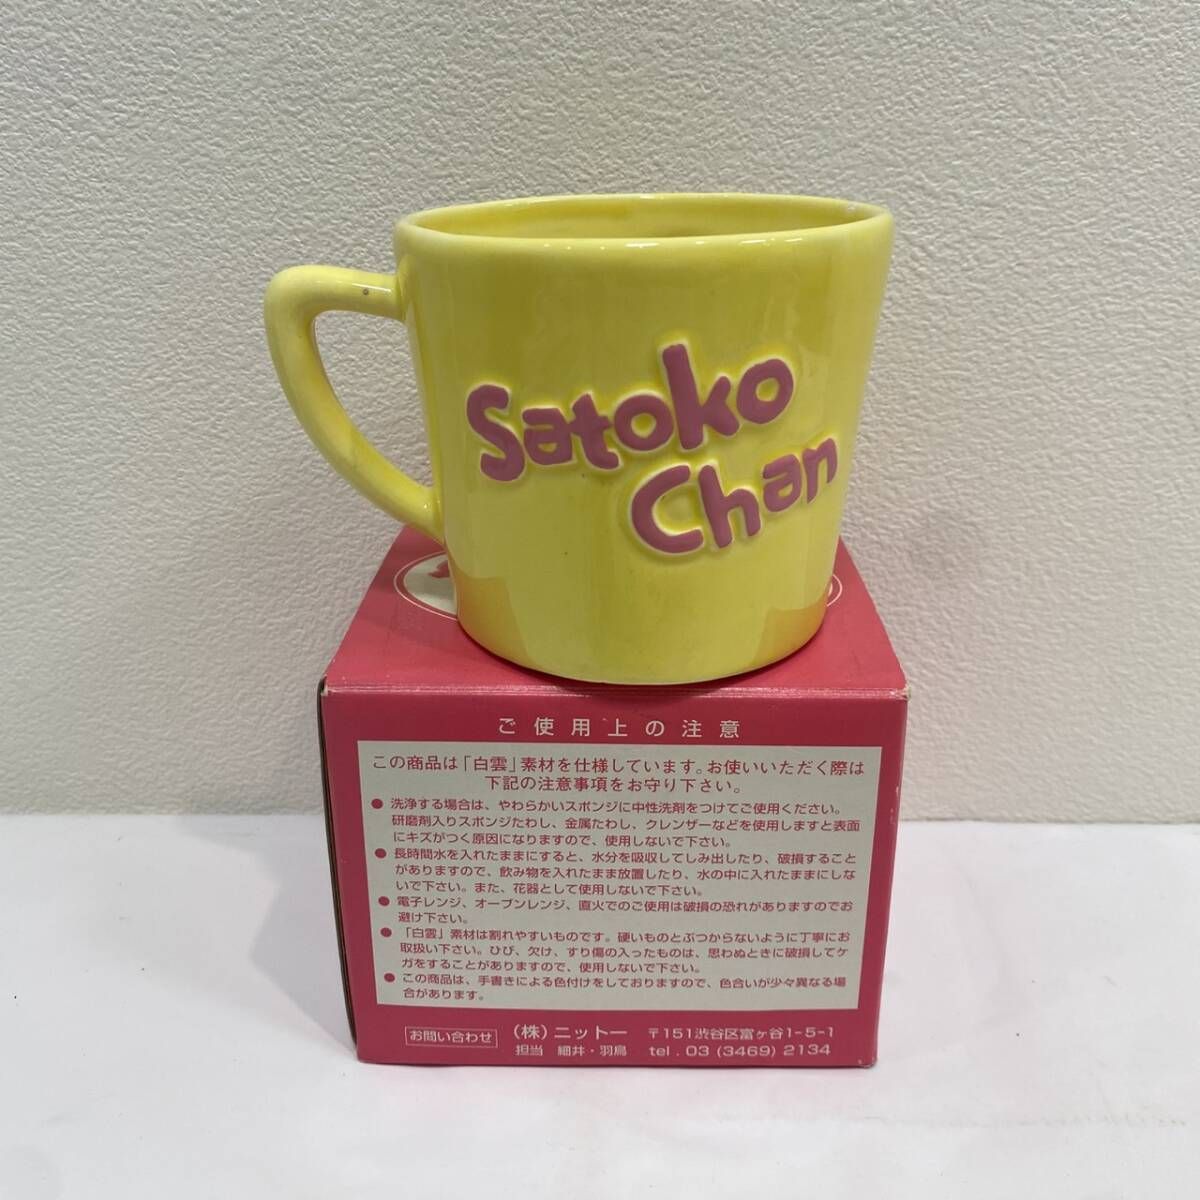 Satoko
Chan
ご使用上の注意
この商品は「白雲」素材を仕様しています。お使いいただく際は
下記の注意事項をお守り下さい。
● 洗浄する場合は、やわらかいスポンジに中性洗剤をつけてご使用ください。
研磨剤入りスポンジたわし、金属たわし、クレンザーなどを使用しますと表面
にキズがつく原因になりますので、使用しないで下さい。
● 長時間水を入れたままにすると、水分を吸収してしみ出したり、破損すること
がありますので、飲み物を入れたまま放置したり、水の中に入れたままにしな
いで下さい。また、花器として使用しないで下さい。
● 電子レンジ、オーブンレンジ、直火でのご使用は破損の恐れがありますのでお
避け下さい。
● 「白雲」素材は割れやすいものです。硬いものとぶつからないように丁寧にお
取扱い下さい。ひび、欠け、すり傷の入ったものは、思わぬときに破損してケ
ガをすることがありますので、使用しないで下さい。
● この商品は、手書きによる色付けをしておりますので、色合いが少々異なる場
合があります。
お問い合わせ (株)ニットー 〒151渋谷区富ヶ谷1-5-1
担当 細井・羽鳥 tel . 03 (3469) 2134